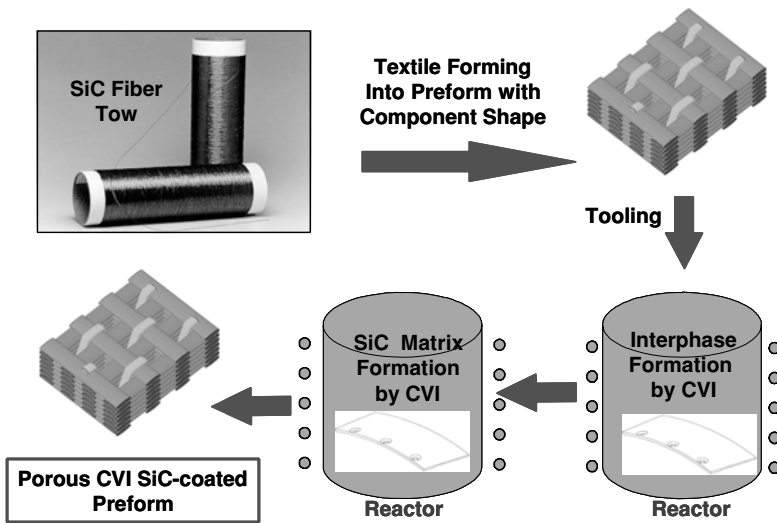 SiC Fiber
Tow
Textile Forming
Into Preform with
Component Shape
Tooling
Interphase
Formation
by CVI
Reactor
SiC Matrix
Formation
by CVI
Reactor
Porous CVI SiC-coated
Preform